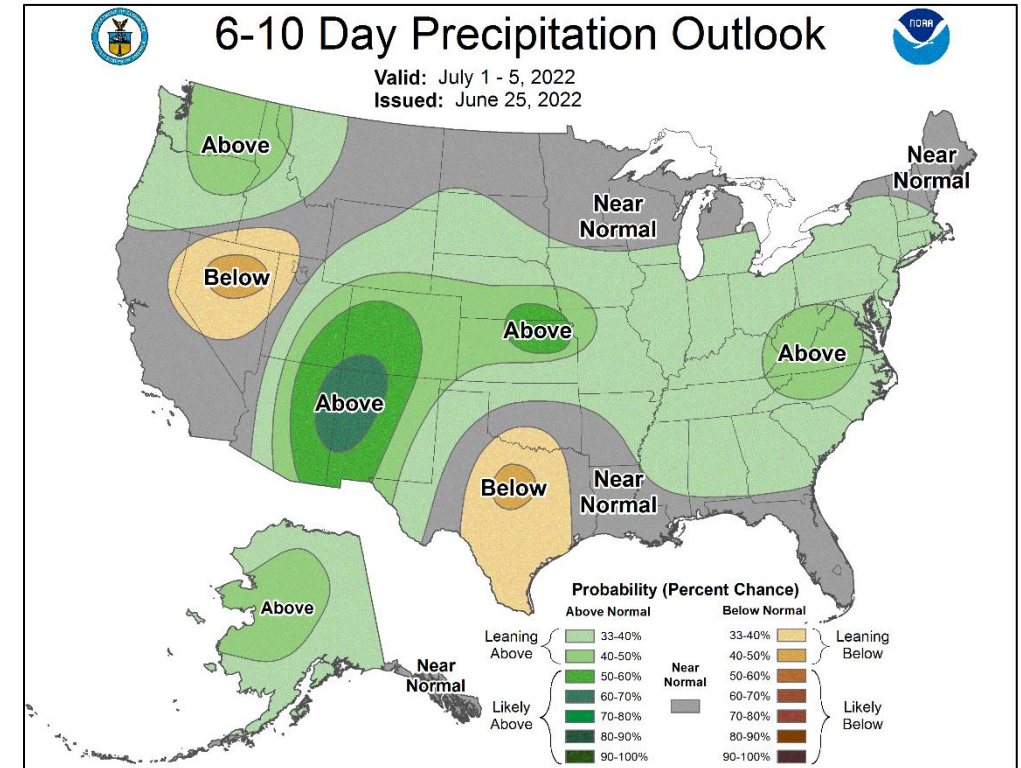 6-10 Day Precipitation Outlook
NOAA
Valid: July 1 - 5, 2022
Issued: June 25, 2022
Above
Near
Normal
Near
Normal
Below
Above
Above
Above
Below
Near
Normal
Above
Near
Normal
Probability (Percent Chance)
Above Normal
Below Normal
Leaning
Above
33-40%
40-50%
50-60%
60-70%
70-80%
80-90%
90-100%
Likely
Above
Near
Normal
33-40%
40-50%
50-60%
60-70%
70-80%
80-90%
90-100%
Leaning
Below
Likely
Below